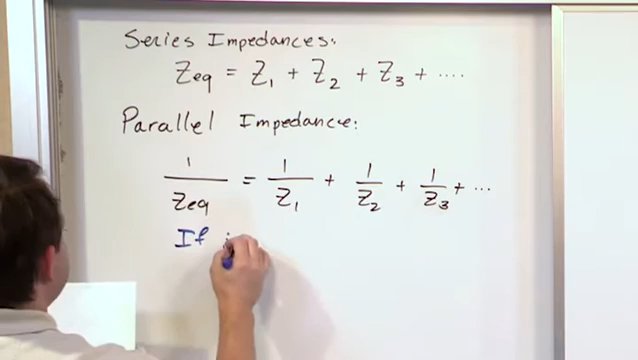 Series Impedances:
Zeq = Z1 + Z2 + Z3 + ....
Parallel Impedance:
1/Zeq = 1/Z1 + 1/Z2 + 1/Z3 + ...
If